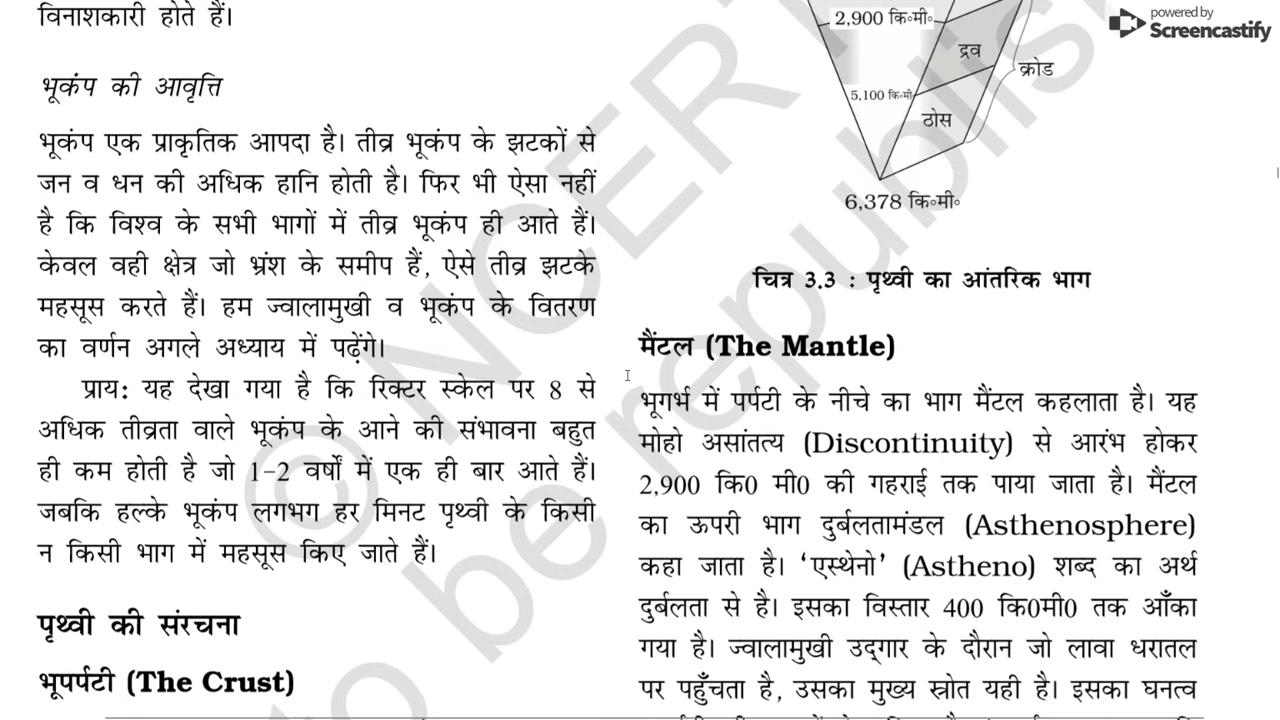 विनाशकारी होते हैं।
भूकंप की आवृत्ति
भूकंप एक प्राकृतिक आपदा है। तीव्र भूकंप के झटकों से
जन व धन की अधिक हानि होती है। फिर भी ऐसा नहीं
है कि विश्व के सभी भागों में तीव्र भूकंप ही आते हैं।
केवल वही क्षेत्र जो भ्रंश के समीप हैं, ऐसे तीव्र झटके
महसूस करते हैं। हम ज्वालामुखी व भूकंप के वितरण
का वर्णन अगले अध्याय में पढ़ेंगे।
प्राय: यह देखा गया है कि रिक्टर स्केल पर 8 से
अधिक तीव्रता वाले भूकंप के आने की संभावना बहुत
ही कम होती है जो 1–2 वर्षों में एक ही बार आते हैं।
जबकि हल्के भूकंप लगभग हर मिनट पृथ्वी के किसी
न किसी भाग में महसूस किए जाते हैं।
पृथ्वी की संरचना
भूपर्पटी (The Crust)
2,900 कि॰मी॰
द्रव
क्रोड
5,100 कि॰मी
ठोस
6,378 कि॰मी॰
चित्र 3.3 : पृथ्वी का आंतरिक भाग
मैंटल (The Mantle)
भूगर्भ में पर्पटी के नीचे का भाग मैंटल कहलाता है। यह
मोहो असांतत्य (Discontinuity) से आरंभ होकर
2,900 कि0 मी0 की गहराई तक पाया जाता है। मैंटल
का ऊपरी भाग दुर्बलतामंडल (Asthenosphere)
कहा जाता है। ‘एस्थेनो’ (Astheno) शब्द का अर्थ
दुर्बलता से है। इसका विस्तार 400 कि0मी0 तक आँका
गया है। ज्वालामुखी उद्‌गार के दौरान जो लावा धरातल
पर पहुँचता है, उसका मुख्य स्रोत यही है। इसका घनत्व
powered by
Screencastify
© NCERT
to be republis